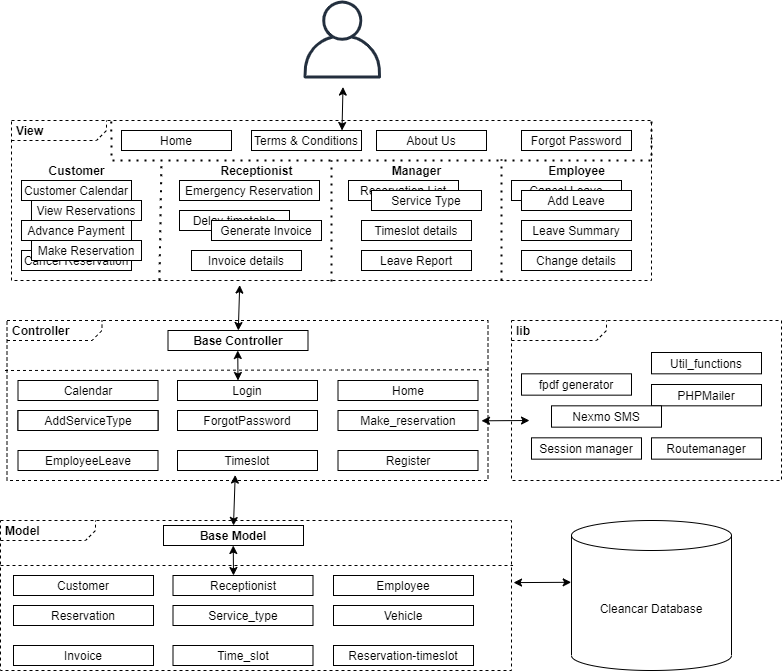 View
Home
Terms & Conditions
About Us
Forgot Password
Customer
Receptionist
Manager
Employee
Customer Calendar
View Reservations
Advance Payment
Make Reservation
Cancel Reservation
Emergency Reservation
Delay timetable
Generate Invoice
Invoice details
Reservation List
Service Type
Timeslot details
Leave Report
Cancel Leave
Add Leave
Leave Summary
Change details
Controller
Base Controller
Calendar
Login
Home
AddServiceType
ForgotPassword
Make_reservation
EmployeeLeave
Timeslot
Register
lib
Util_functions
fpdf generator
PHPMailer
Nexmo SMS
Session manager
Routemanager
Model
Base Model
Customer
Receptionist
Employee
Reservation
Service_type
Vehicle
Invoice
Time_slot
Reservation-timeslot
Cleancar Database